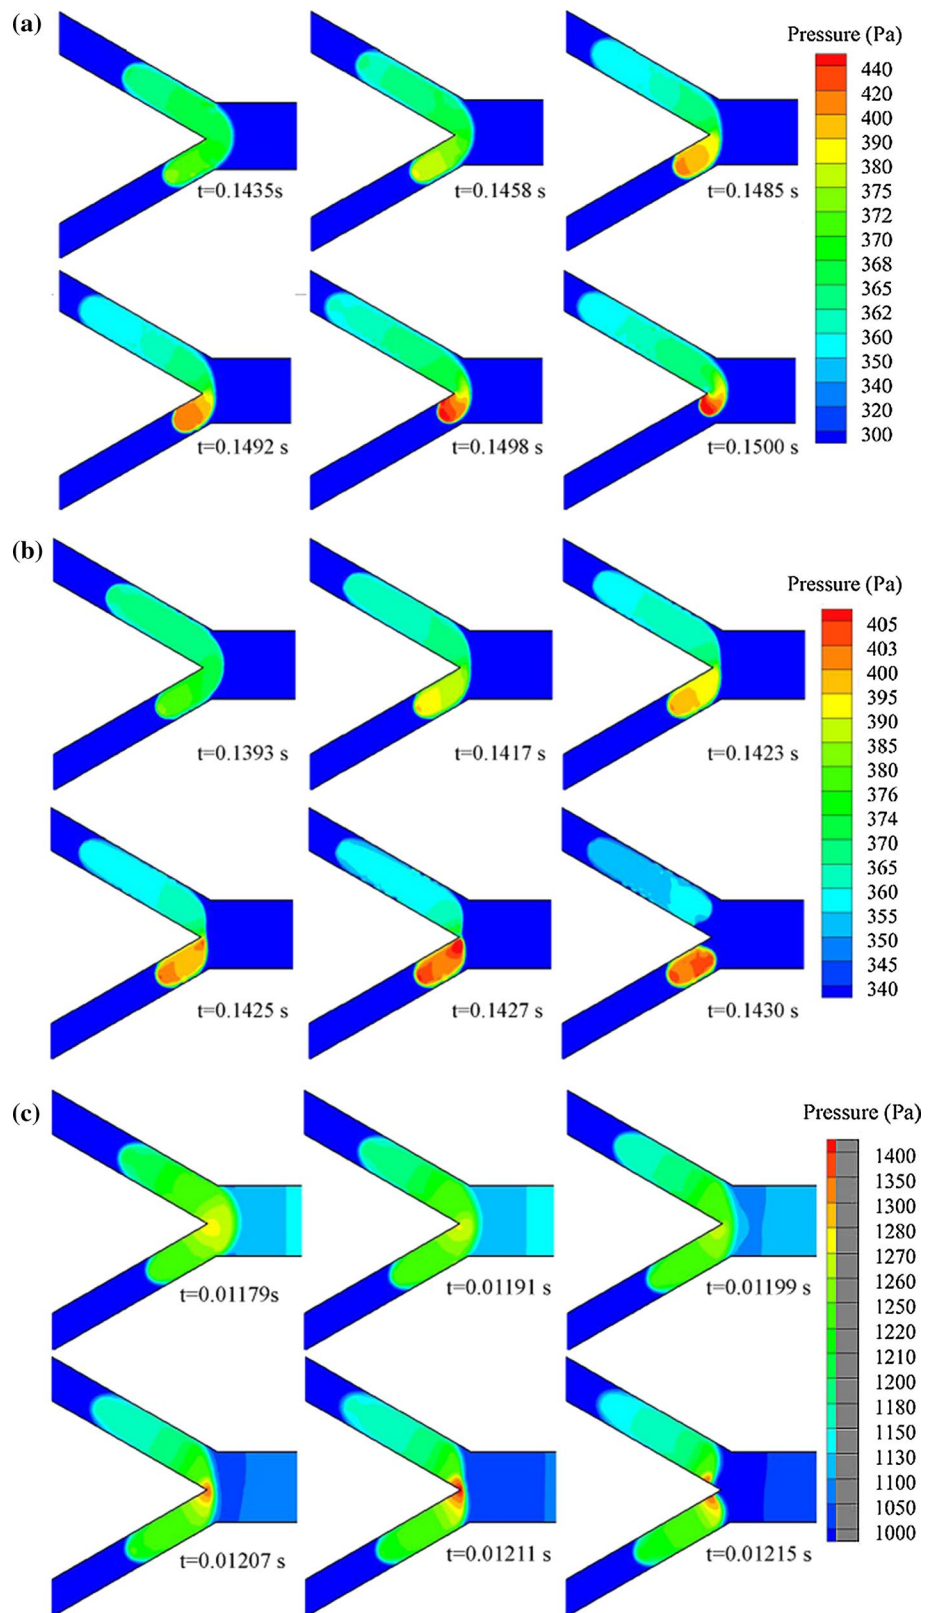 (a)
Pressure (Pa)
440
420
400
390
380
375
372
370
368
365
362
360
350
340
320
300
t=0.1435s
t=0.1458 s
t=0.1485 s
t=0.1492 s
t=0.1498 s
t=0.1500 s
(b)
Pressure (Pa)
405
403
400
395
390
385
380
376
374
370
365
360
355
350
345
340
t=0.1393 s
t=0.1417 s
t=0.1423 s
t=0.1425 s
t=0.1427 s
t=0.1430 s
(c)
Pressure (Pa)
1400
1350
1300
1280
1270
1260
1250
1220
1210
1200
1180
1150
1130
1100
1050
1000
t=0.01179s
t=0.01191 s
t=0.01199 s
t=0.01207 s
t=0.01211 s
t=0.01215 s